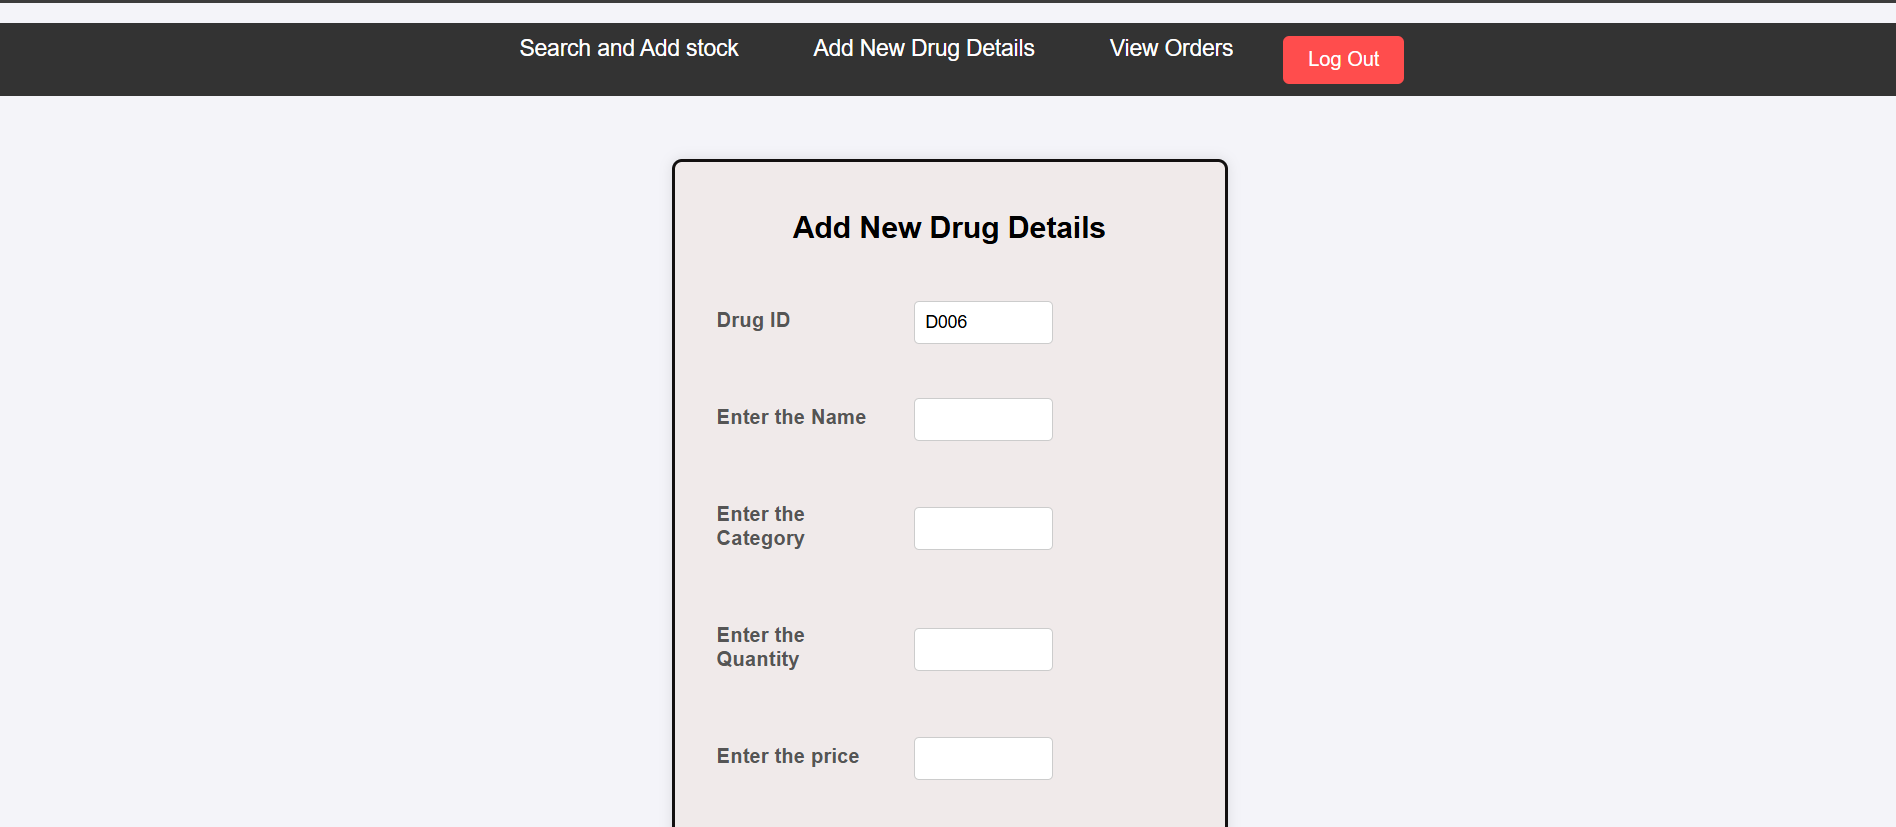 Search and Add stock Add New Drug Details View Orders Log Out
Add New Drug Details
Drug ID D006
Enter the Name
Enter the
Category
Enter the
Quantity
Enter the price